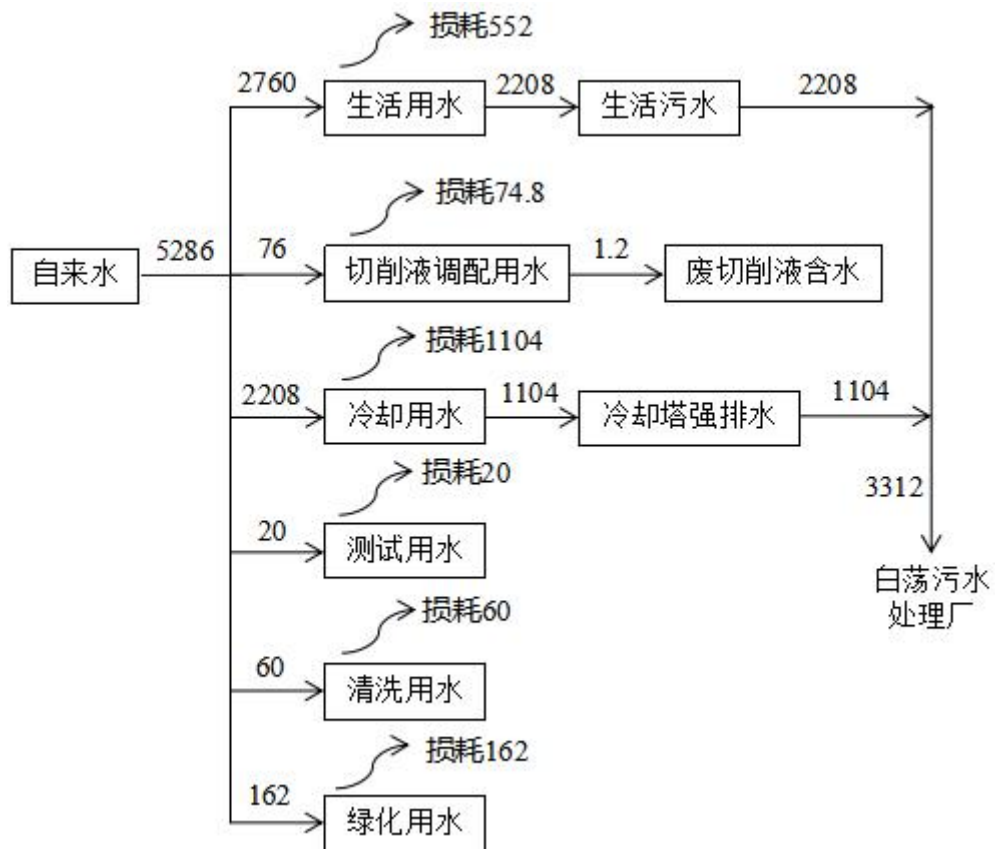 损耗552
2760
生活用水
2208
生活污水
2208
损耗74.8
自来水
5286
76
切削液调配用水
1.2
废切削液含水
损耗1104
2208
冷却用水
1104
冷却塔强排水
1104
3312
损耗20
20
测试用水
白荡污水
处理厂
损耗60
60
清洗用水
损耗162
162
绿化用水